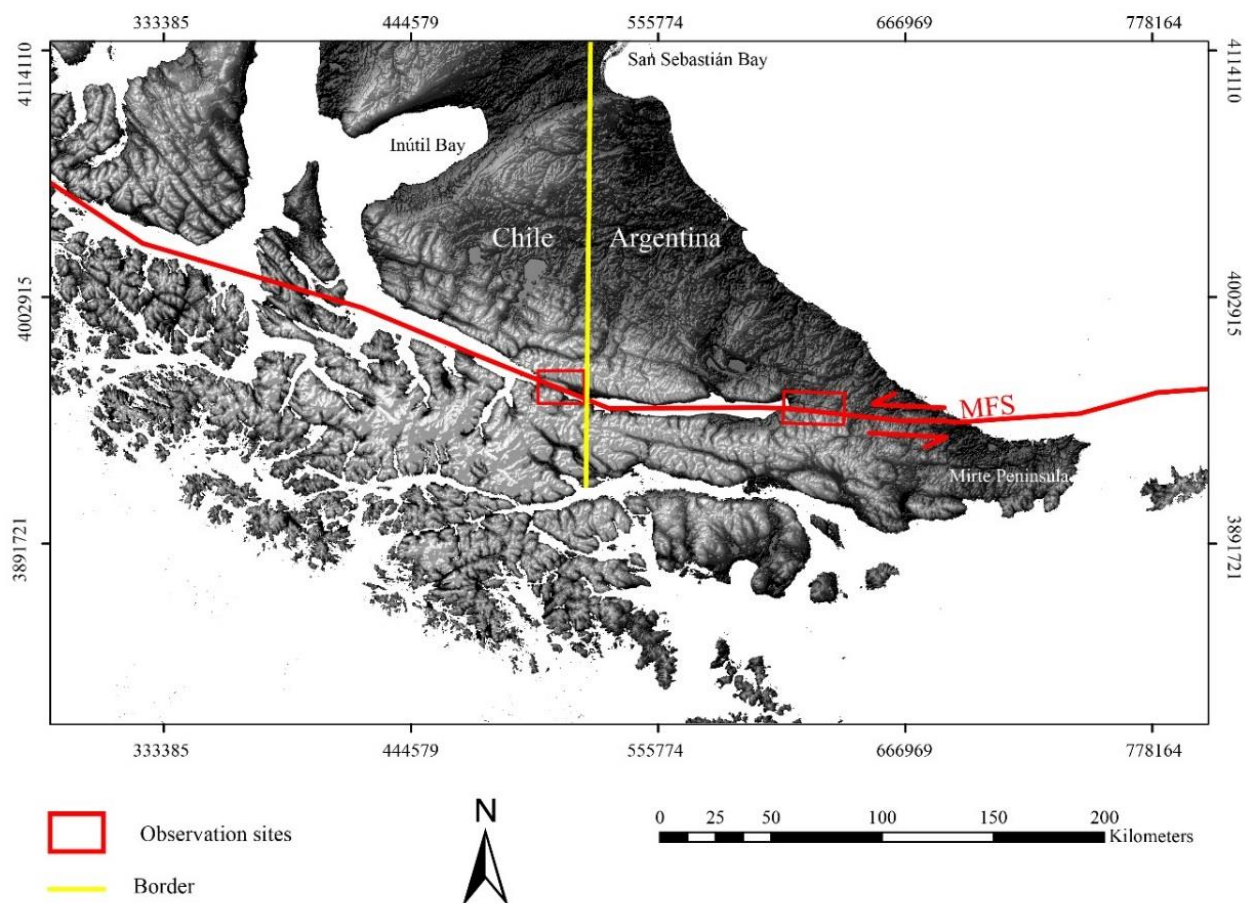 333385 444579 555774 666969 778164
4114110 4114110
San Sebastián Bay
Inútil Bay
Chile Argentina
4002915 4002915
MFS
Mirte Peninsula
3891721 3891721
333385 444579 555774 666969 778164
N
0 25 50 100 150 200
Kilometers
Observation sites
Border